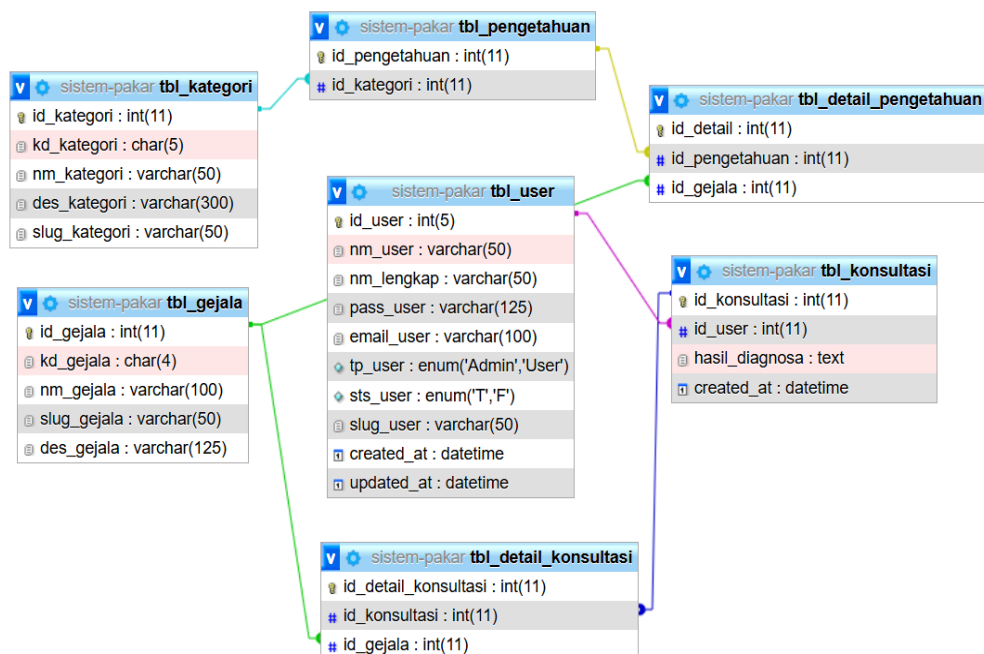 sistem-pakar tbl_pengetahuan
id_pengetahuan : int(11)
id_kategori : int(11)
sistem-pakar tbl_kategori
id_kategori : int(11)
kd_kategori : char(5)
nm_kategori : varchar(50)
des_kategori : varchar(300)
slug_kategori : varchar(50)
sistem-pakar tbl_detail_pengetahuan
id_detail : int(11)
id_pengetahuan : int(11)
id_gejala : int(11)
sistem-pakar tbl_user
id_user : int(5)
nm_user : varchar(50)
nm_lengkap : varchar(50)
pass_user : varchar(125)
email_user : varchar(100)
tp_user : enum('Admin','User')
sts_user : enum('T','F')
slug_user : varchar(50)
created_at : datetime
updated_at : datetime
sistem-pakar tbl_konsultasi
id_konsultasi : int(11)
id_user : int(11)
hasil_diagnosa : text
created_at : datetime
sistem-pakar tbl_gejala
id_gejala : int(11)
kd_gejala : char(4)
nm_gejala : varchar(100)
slug_gejala : varchar(50)
des_gejala : varchar(125)
sistem-pakar tbl_detail_konsultasi
id_detail_konsultasi : int(11)
id_konsultasi : int(11)
id_gejala : int(11)